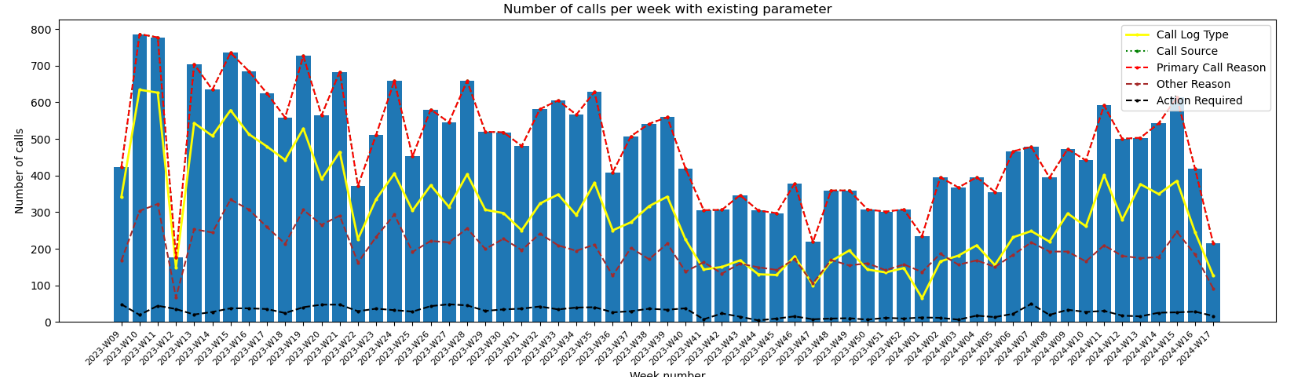 Number of calls per week with existing parameter
Call Log Type
Call Source
Primary Call Reason
Other Reason
Action Required
Number of calls
800
700
600
500
400
300
200
100
0
2023-W09
2023-W10
2023-W11
2023-W12
2023-W13
2023-W14
2023-W15
2023-W16
2023-W17
2023-W18
2023-W19
2023-W20
2023-W21
2023-W22
2023-W23
2023-W24
2023-W25
2023-W26
2023-W27
2023-W28
2023-W29
2023-W30
2023-W31
2023-W32
2023-W33
2023-W34
2023-W35
2023-W36
2023-W37
2023-W38
2023-W39
2023-W40
2023-W41
2023-W42
2023-W43
2023-W44
2023-W45
2023-W46
2023-W47
2023-W48
2023-W49
2023-W50
2023-W51
2023-W52
2024-W01
2024-W02
2024-W03
2024-W04
2024-W05
2024-W06
2024-W07
2024-W08
2024-W09
2024-W10
2024-W11
2024-W12
2024-W13
2024-W14
2024-W15
2024-W16
2024-W17
Week number